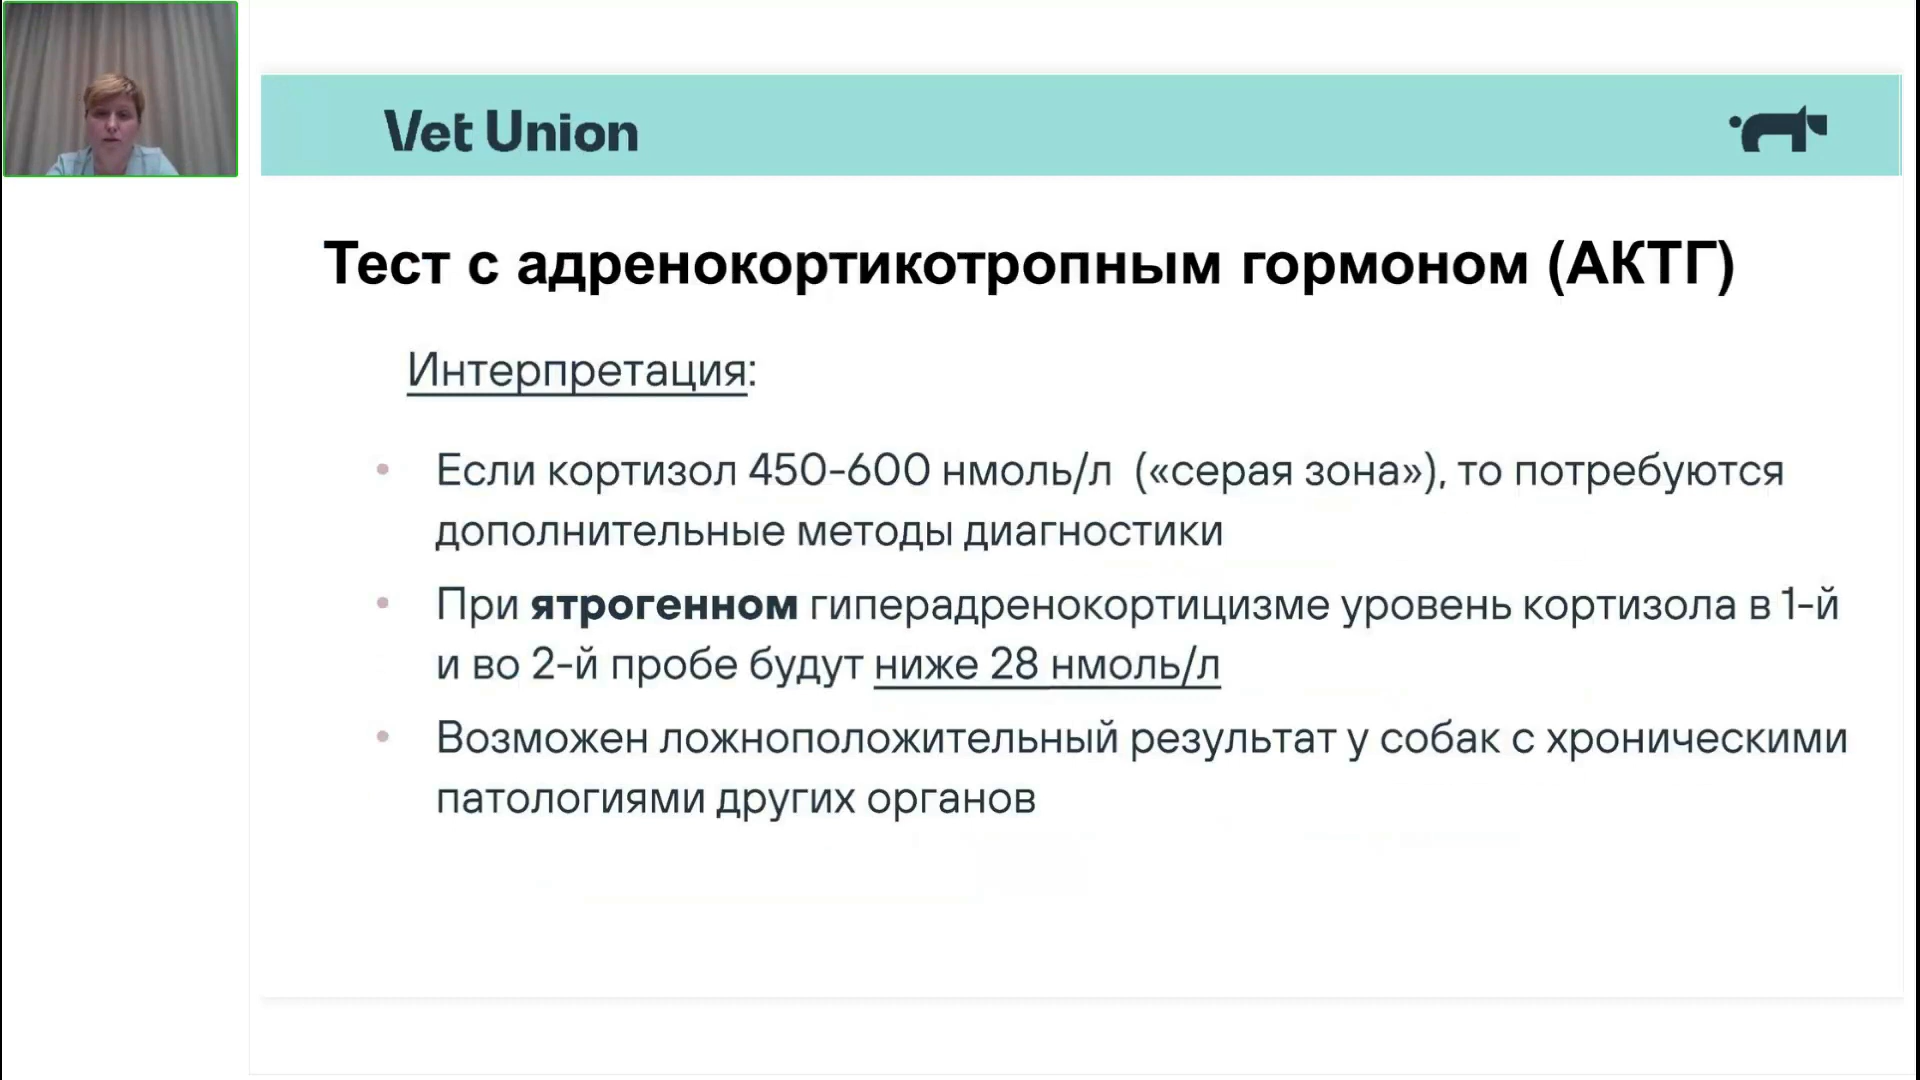 Vet Union
Тест с адренокортикотропным гормоном (АКТГ)
Интерпретация:
Если кортизол 450-600 нмоль/л («серая зона»), то потребуются
дополнительные методы диагностики
При ятрогенном гиперадренокортицизме уровень кортизола в 1-й
и во 2-й пробе будут ниже 28 нмоль/л
Возможен ложноположительный результат у собак с хроническими
патологиями других органов